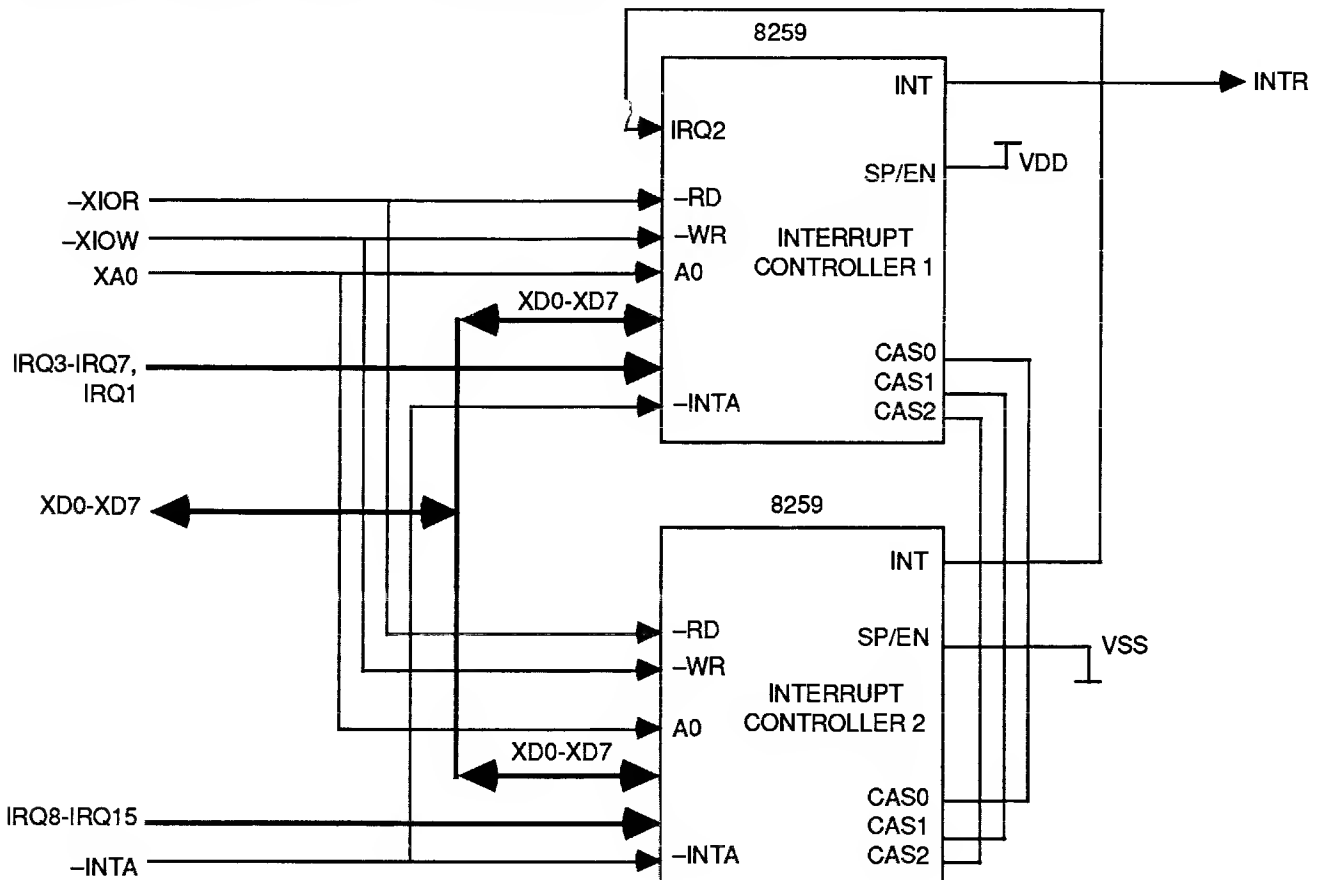 8259
INT
INTR
IRQ2
SP/EN
VDD
–XIOR
–RD
–XIOW
–WR
INTERRUPT
CONTROLLER 1
XA0
A0
XD0-XD7
IRQ3-IRQ7,
IRQ1
CAS0
CAS1
CAS2
–INTA
XD0-XD7
8259
INT
–RD
SP/EN
VSS
–WR
INTERRUPT
CONTROLLER 2
A0
XD0-XD7
IRQ8-IRQ15
CAS0
CAS1
CAS2
–INTA
–INTA